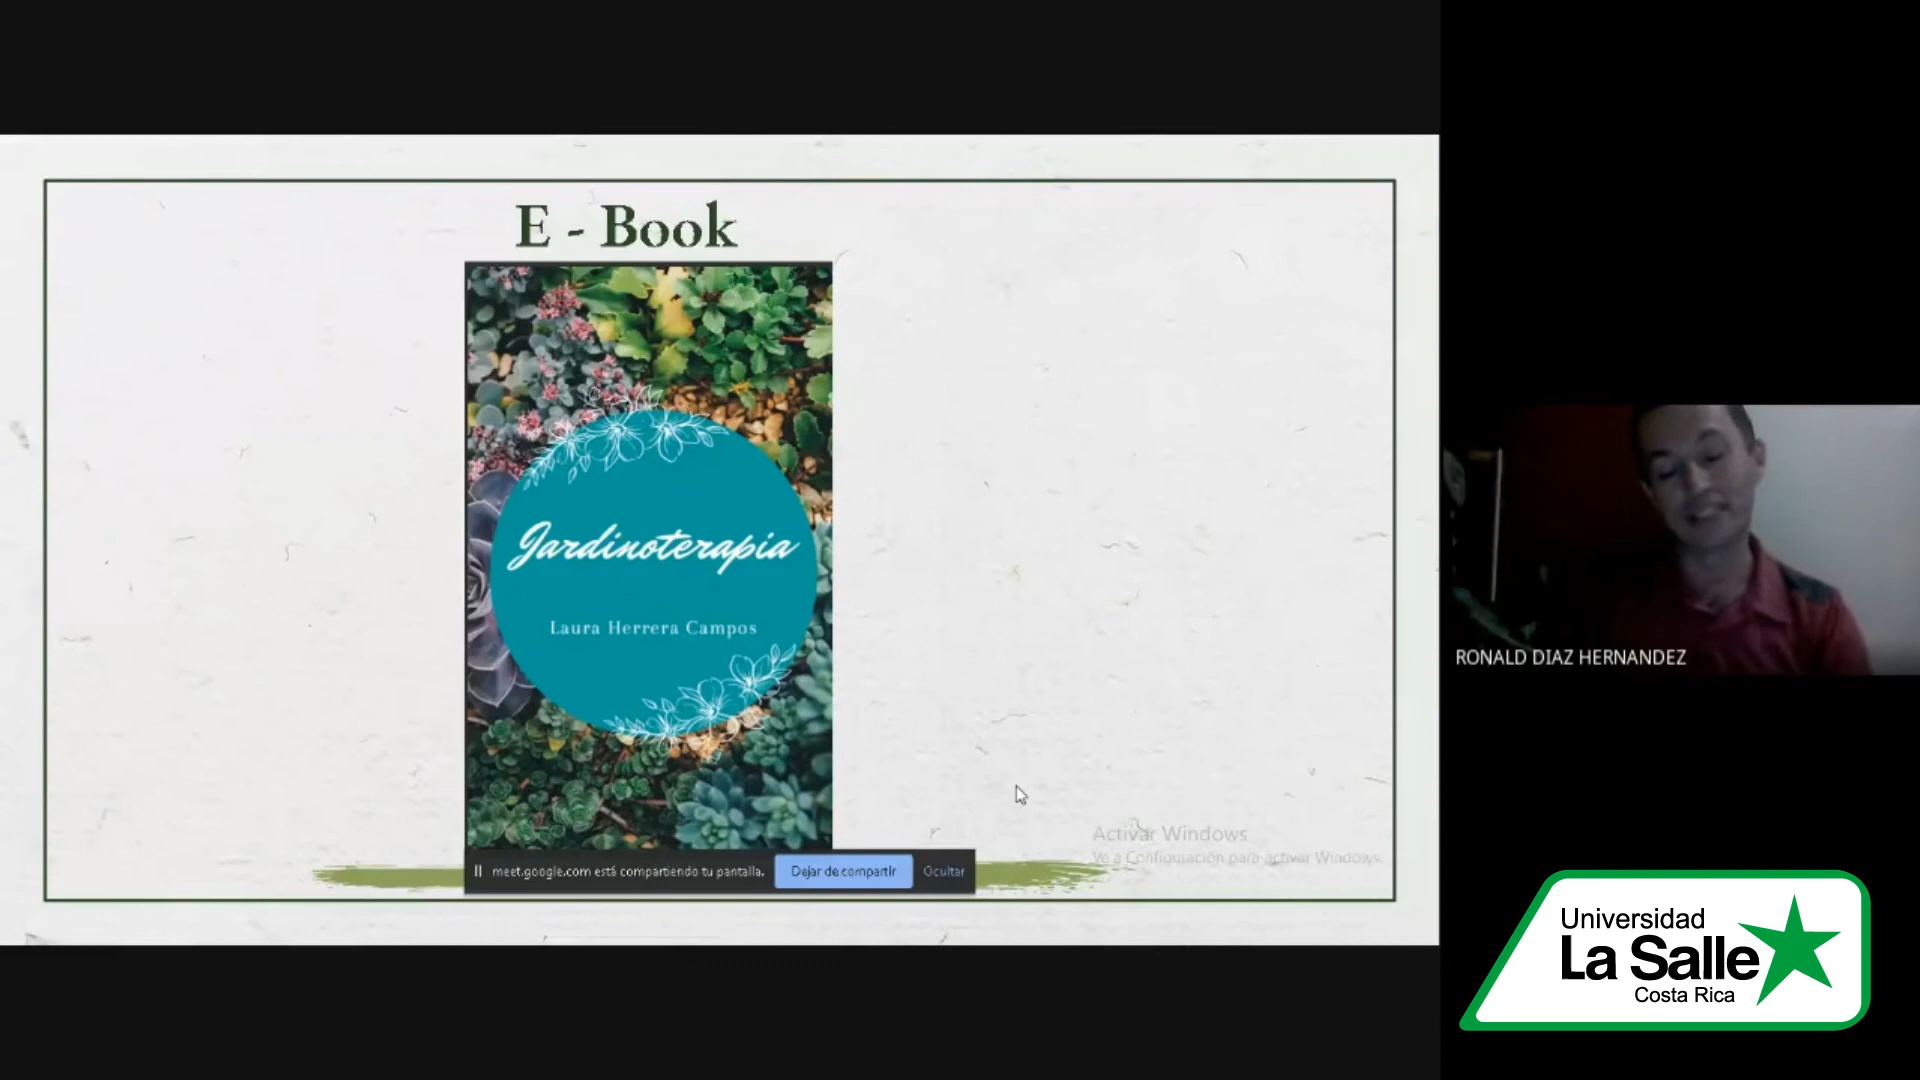 E - Book
Jardinoterapia
Laura Herrera Campos
meet.google.com está compartiendo tu pantalla.
Dejar de compartir
Ocultar
Activar Windows
Ve a Configuración para activar Windows.
RONALD DIAZ HERNANDEZ
Universidad
La Salle
Costa Rica